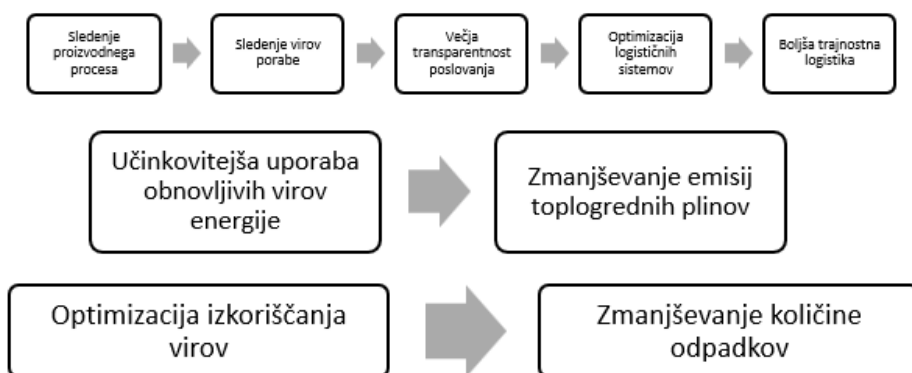 Sledenje
proizvodnega
procesa
Sledenje virov
porabe
Večja
transparentnost
poslovanja
Optimizacija
logističnih
sistemov
Boljša trajnostna
logistika
Učinkovitejša uporaba
obnovljivih virov
energije
Zmanjševanje emisij
toplogrednih plinov
Optimizacija izkoriščanja
virov
Zmanjševanje količine
odpadkov